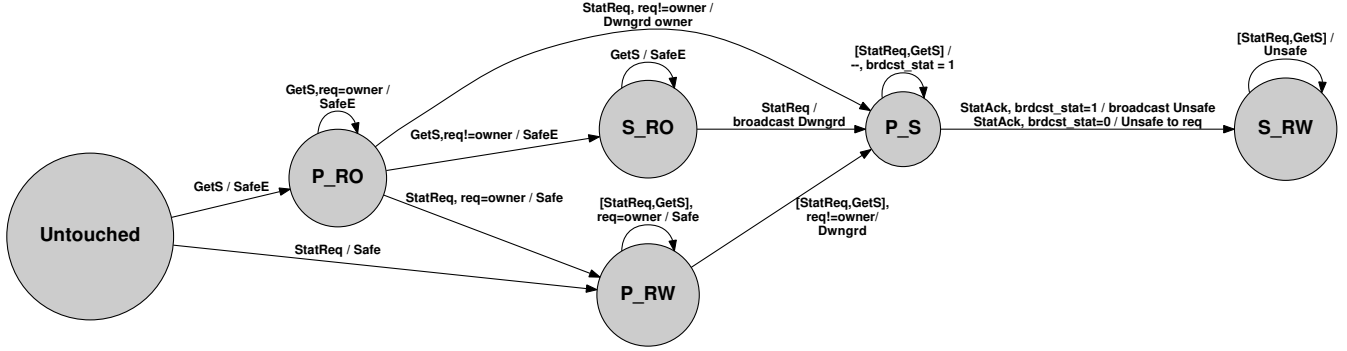 StatReq, req!=owner /
Dwngrd owner
[StatReq,GetS] /
Unsafe
GetS / SafeE
[StatReq,GetS] /
--, brdcst_stat = 1
GetS,req=owner /
SafeE
S_RO
StatReq /
broadcast Dwngrd
P_S
StatAck, brdcst_stat=1 / broadcast Unsafe
StatAck, brdcst_stat=0 / Unsafe to req
S_RW
GetS,req!=owner / SafeE
P_RO
GetS / SafeE
StatReq, req=owner / Safe
[StatReq,GetS],
req=owner / Safe
[StatReq,GetS],
req!=owner/
Dwngrd
Untouched
StatReq / Safe
P_RW